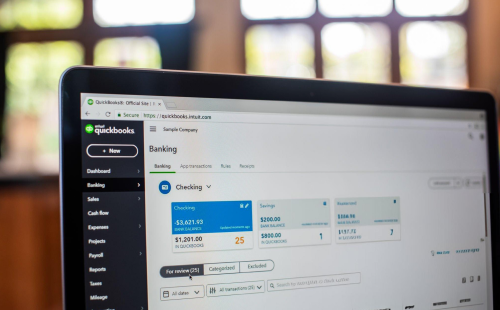 QuickBooks® Official Site | ×
Secure https://quickbooks.intuit.com
intuit
quickbooks.
Sample Company
+ New
Banking
Dashboard
Banking
Sales
Cash flow
Expenses
Projects
Payroll
Reports
Taxes
Mileage
Banking App transactions Rules
Checking
Checking
-$3,621.93
BANK BALANCE
$1,201.00
IN QUICKBOOKS
25
Savings
$200.00
BANK BALANCE
$800.00
IN QUICKBOOKS
1
Mastercard
$304.96
BANK BALANCE
$157.72
IN QUICKBOOKS
7
For review (25) Categorized Excluded
All dates All transactions (25)